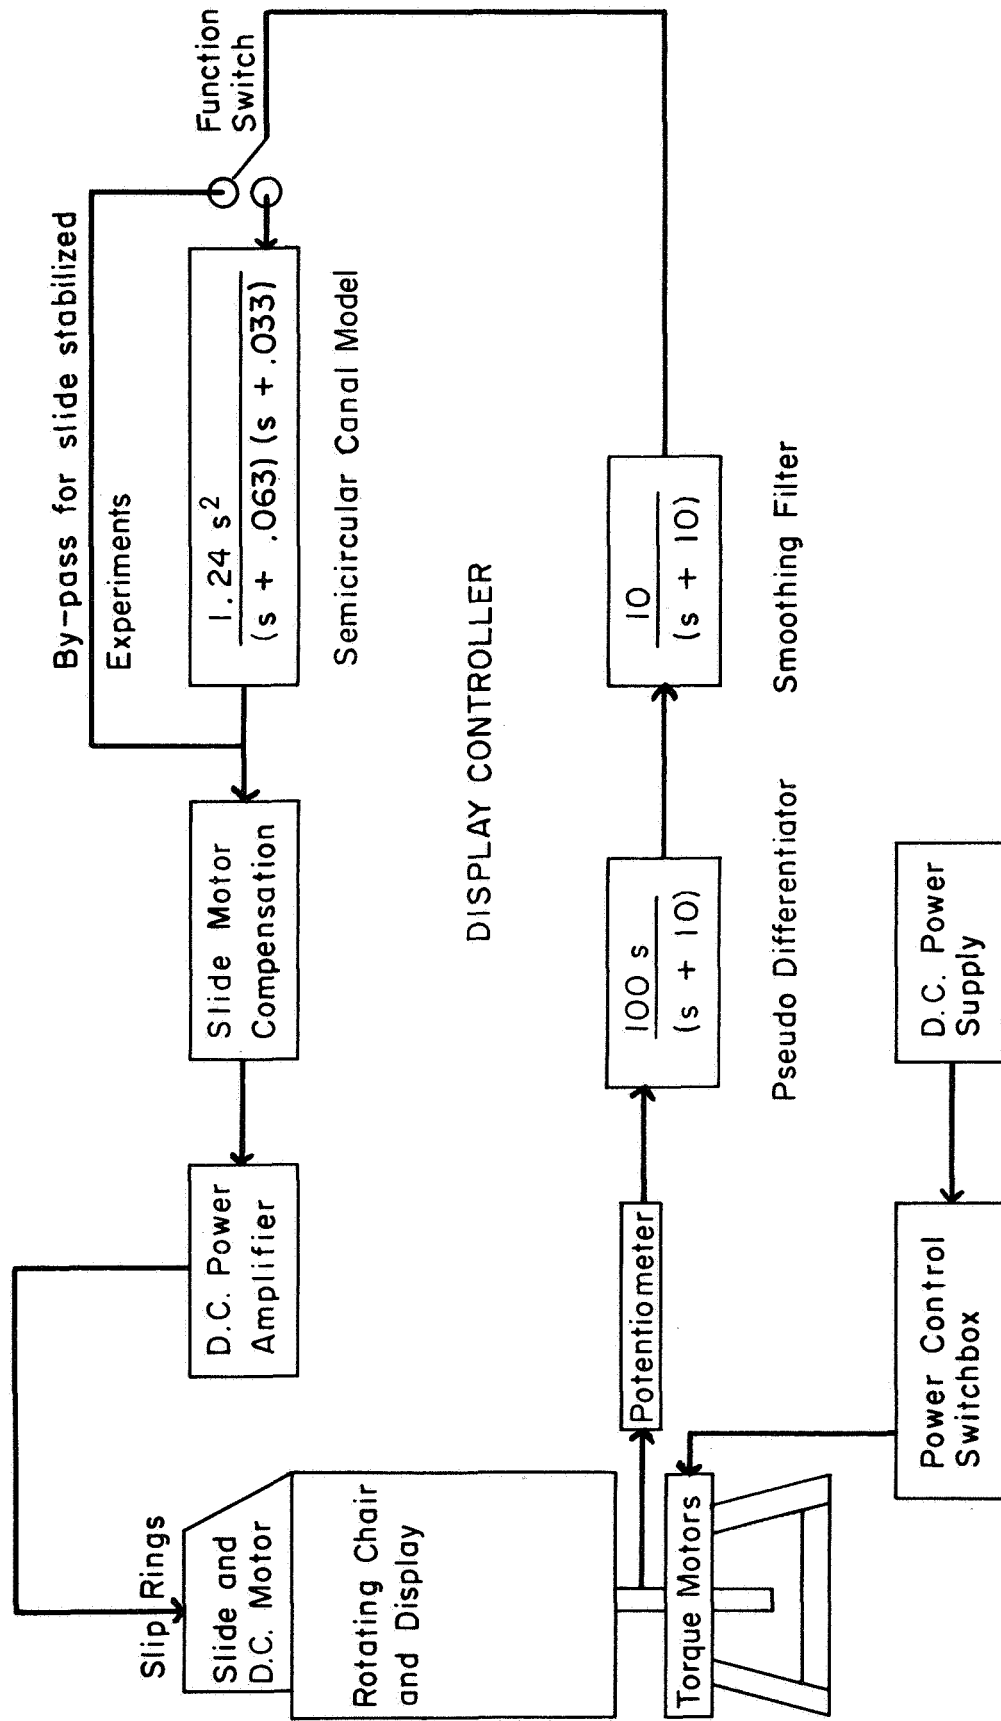 Slip Rings
Slide and
D.C. Motor
Rotating Chair
and Display
Torque Motors
D.C. Power
Amplifier
Slide Motor
Compensation
By-pass for slide stabilized
Experiments
1.24 s²
(s + .063) (s + .033)
Semicircular Canal Model
Function
Switch
DISPLAY CONTROLLER
Potentiometer
100 s
(s + 10)
Pseudo Differentiator
10
(s + 10)
Smoothing Filter
Power Control
Switchbox
D.C. Power
Supply